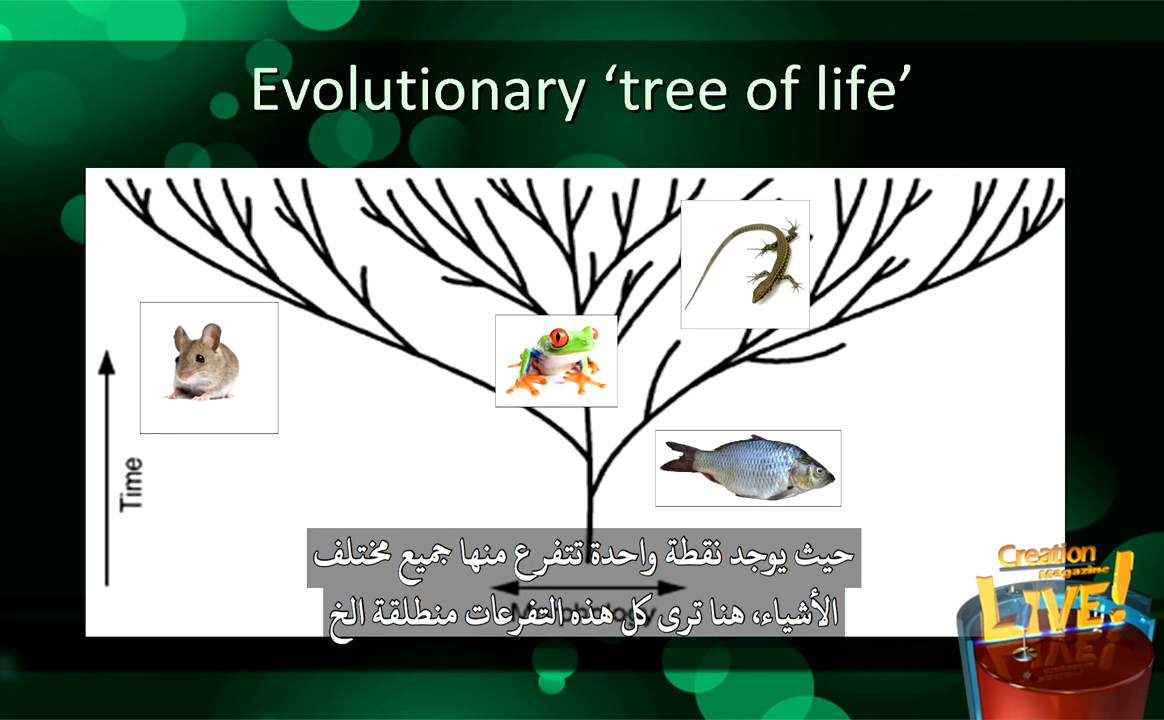 Evolutionary ‘tree of life’
Time
حيث يوجد نقطة واحدة تتفرع منها جميع مختلف
الأشياء، هنا ترى كل هذه التفرعات منطلقة الخ
Creation
Magazine
LIVE!